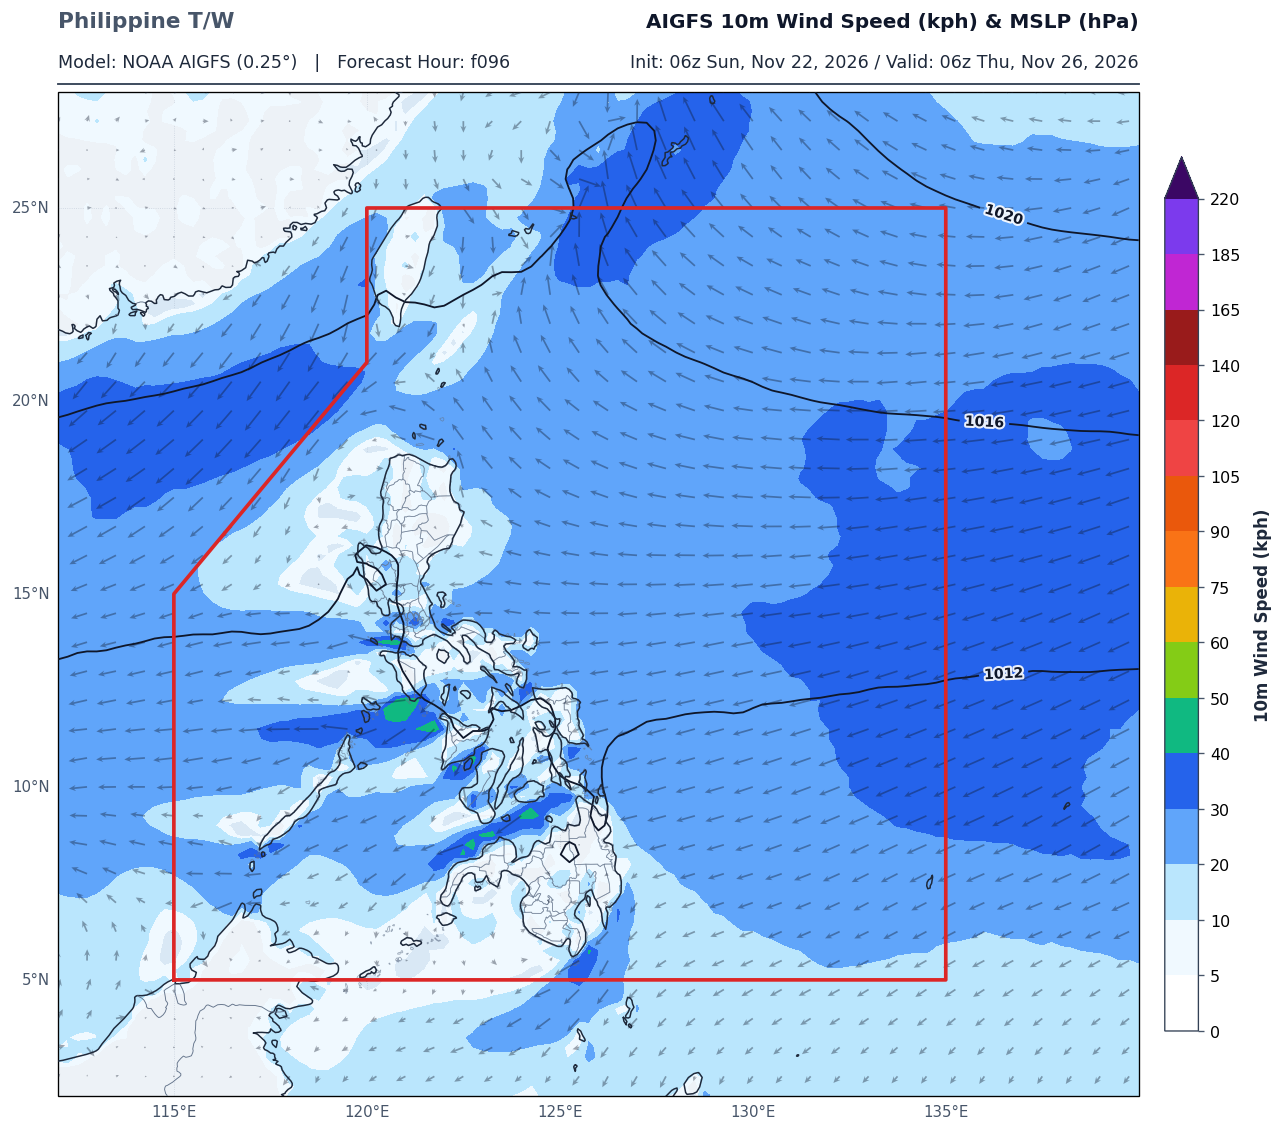 Philippine T/W
AIGFS 10m Wind Speed (kph) & MSLP (hPa)
Model: NOAA AIGFS (0.25°)   |   Forecast Hour: f096
Init: 06z Sun, Nov 22, 2026 / Valid: 06z Thu, Nov 26, 2026
25°N
20°N
15°N
10°N
5°N
115°E
120°E
125°E
130°E
135°E
1020
1016
1012
220
185
165
140
120
105
90
75
60
50
40
30
20
10
5
0
10m Wind Speed (kph)